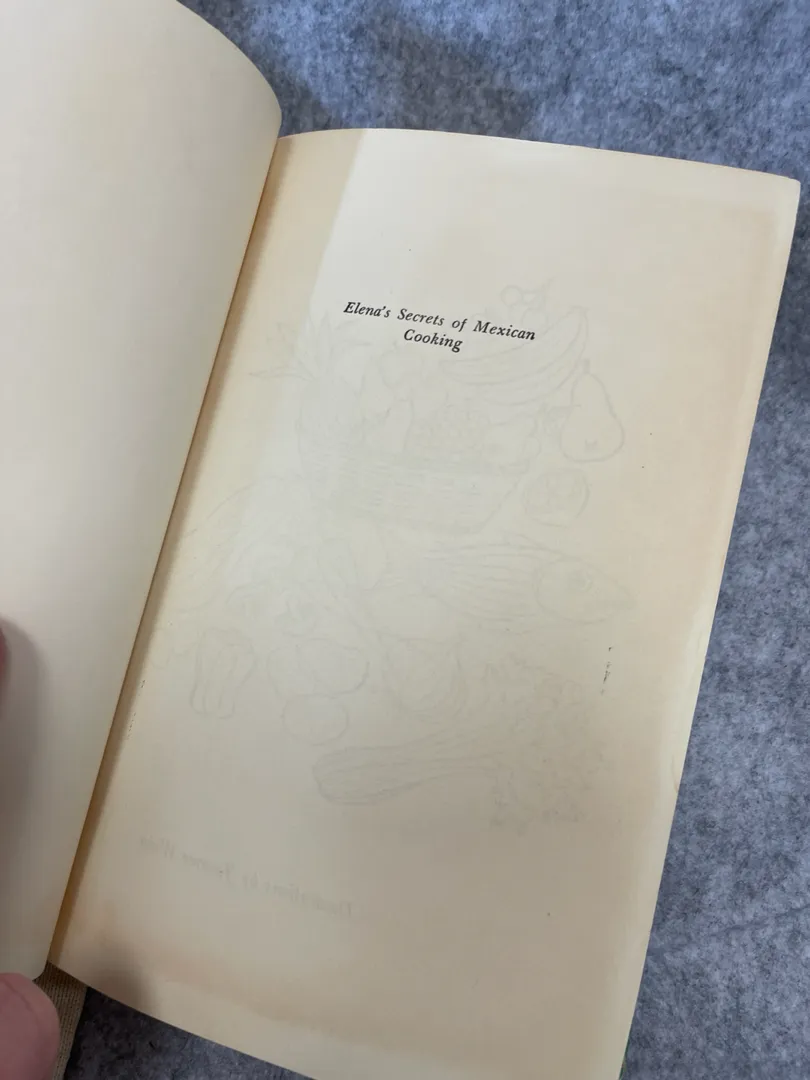 Elena's Secrets of Mexican
Cooking